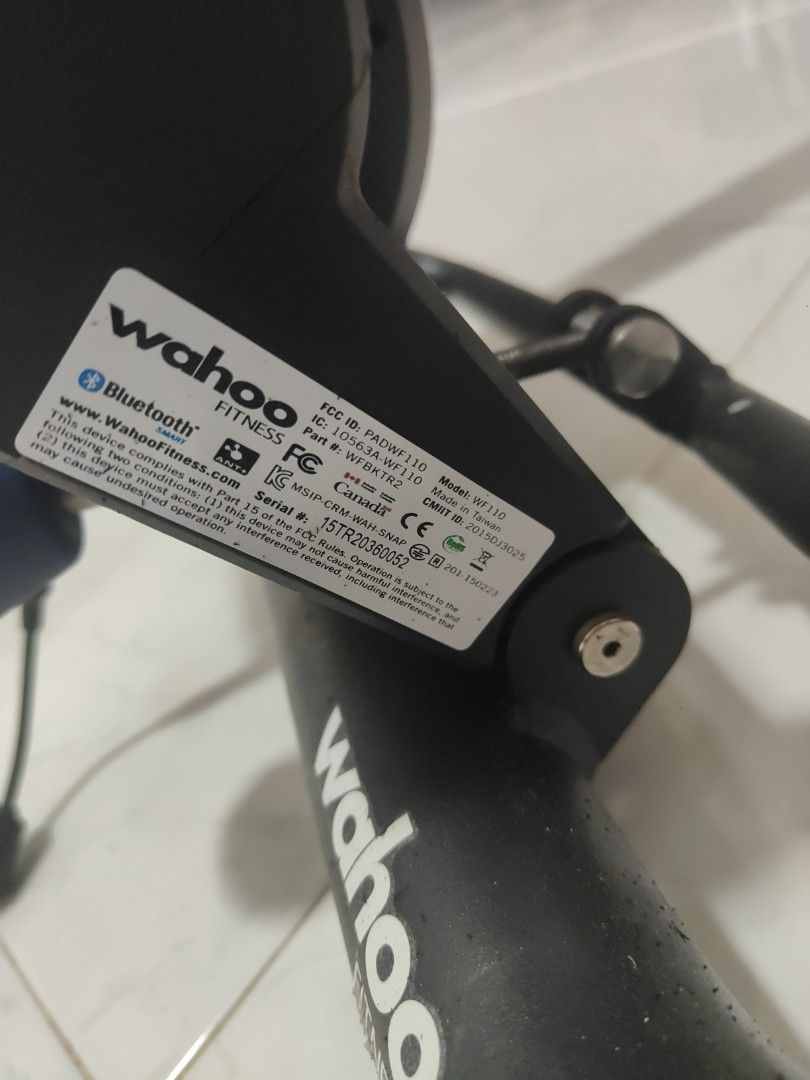 wahoo
FITNESS
Bluetooth™
SMART
ANT+
www.WahooFitness.com
FCC ID: PADWF110
IC: 10563A-WF110
Part #: WFBKTR2
Model: WF110
Made in Taiwan
CMIIT ID: 2015DJ3025
FC
Canada
CE
MSIP-CRM-WAH-SNAP
201-150223
Serial #: 15TR20360052
This device complies with Part 15 of the FCC Rules. Operation is subject to the
following two conditions: (1) this device may not cause harmful interference, and
(2) this device must accept any interference received, including interference that
may cause undesired operation.
wahoo